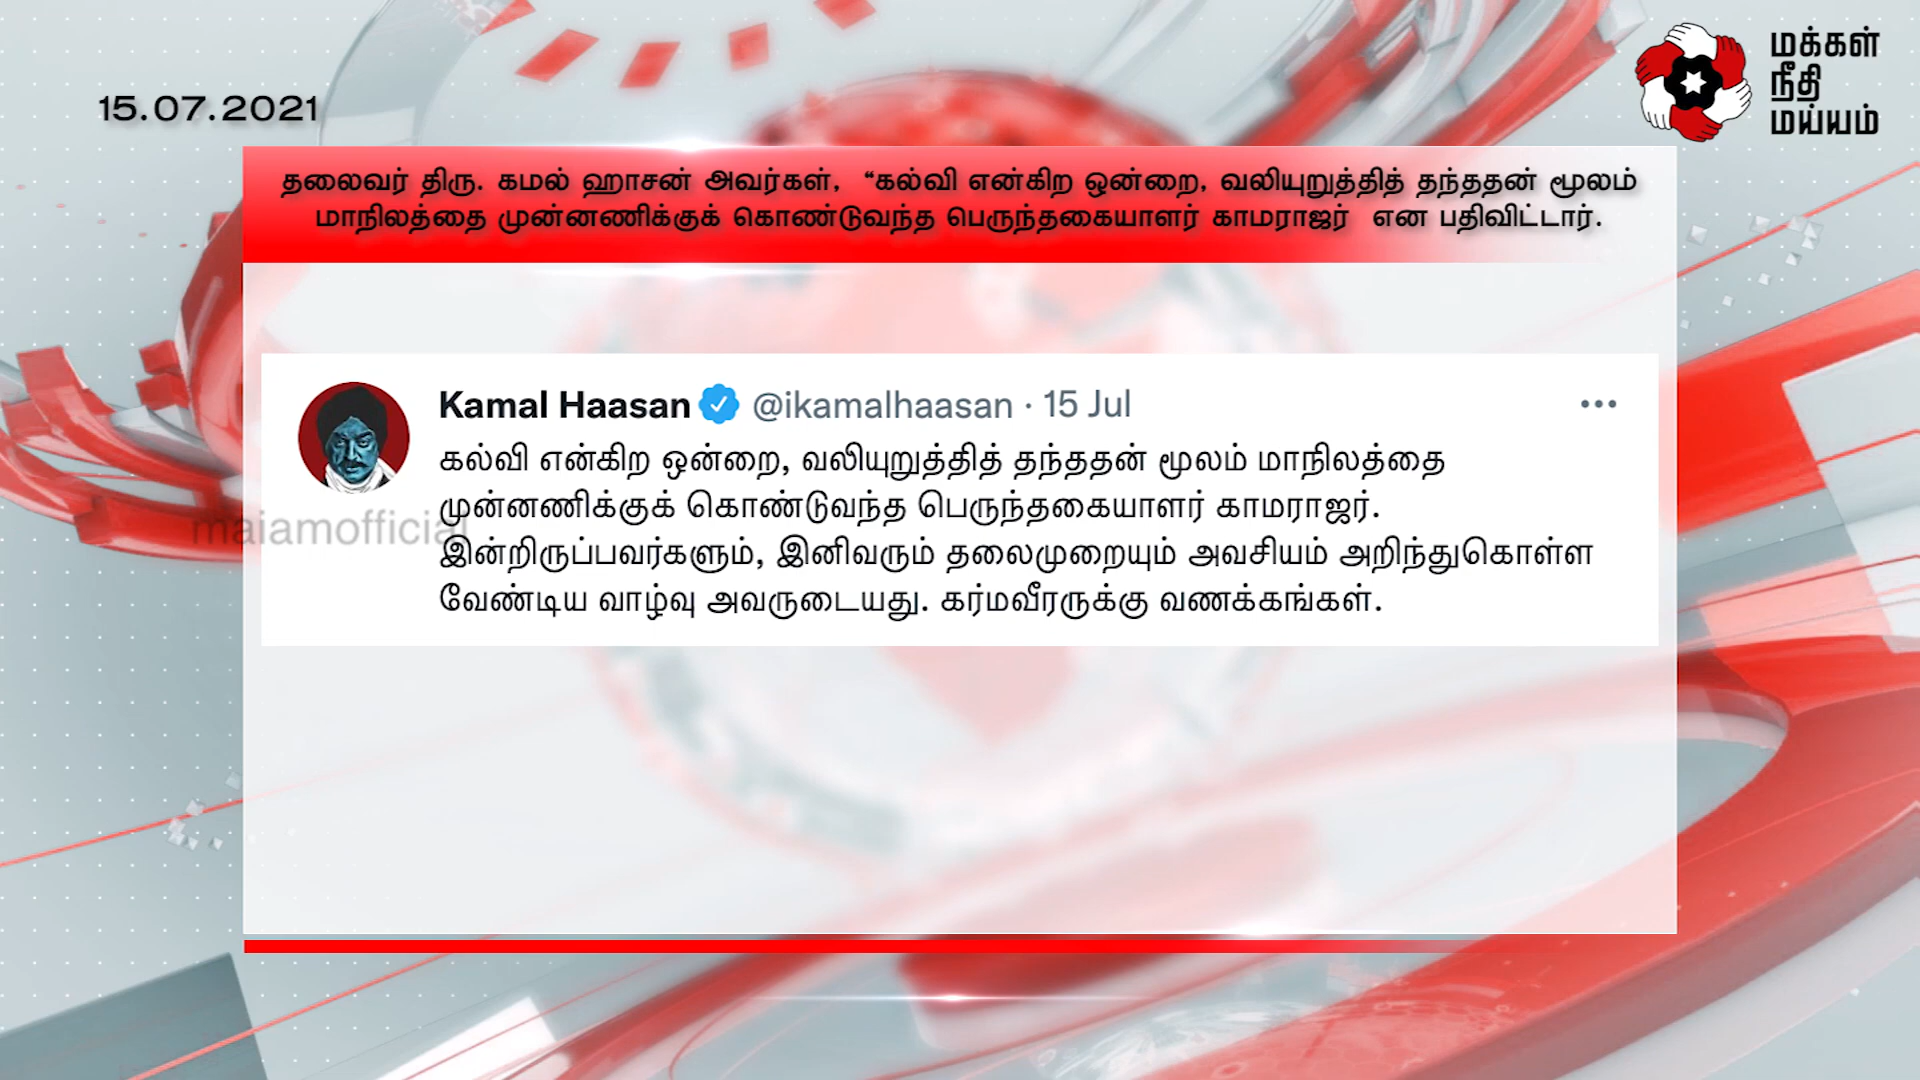 15.07.2021
மக்கள்
நீதி
மய்யம்
தலைவர் திரு. கமல் ஹாசன் அவர்கள், “கல்வி என்கிற ஒன்றை, வலியுறுத்தித் தந்ததன் மூலம்
மாநிலத்தை முன்னணிக்குக் கொண்டுவந்த பெருந்தகையாளர் காமராஜர் என பதிவிட்டார்.
Kamal Haasan @ikamalhaasan · 15 Jul
கல்வி என்கிற ஒன்றை, வலியுறுத்தித் தந்ததன் மூலம் மாநிலத்தை
முன்னணிக்குக் கொண்டுவந்த பெருந்தகையாளர் காமராஜர்.
இன்றிருப்பவர்களும், இனிவரும் தலைமுறையும் அவசியம் அறிந்துகொள்ள
வேண்டிய வாழ்வு அவருடையது. கர்மவீரருக்கு வணக்கங்கள்.
maiamofficial